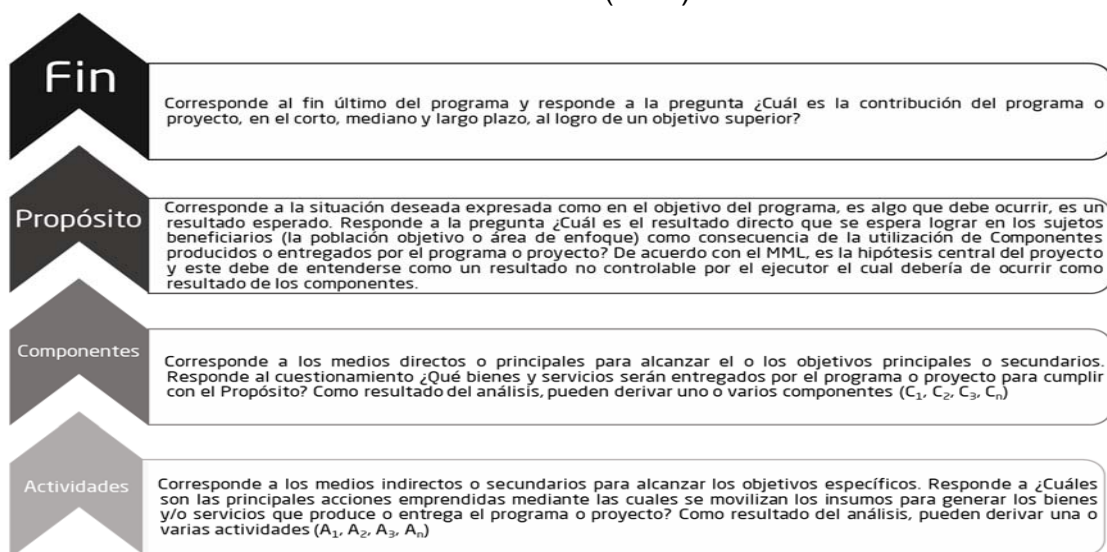 Fin
Corresponde al fin último del programa y responde a la pregunta ¿Cuál es la contribución del programa o
proyecto, en el corto, mediano y largo plazo, al logro de un objetivo superior?
Propósito
Corresponde a la situación deseada expresada como en el objetivo del programa, es algo que debe ocurrir, es un
resultado esperado. Responde a la pregunta ¿Cuál es el resultado directo que se espera lograr en los sujetos
beneficiarios (la población objetivo o área de enfoque) como consecuencia de la utilización de Componentes
producidos o entregados por el programa o proyecto? De acuerdo con el MML, es la hipótesis central del proyecto
y este debe de entenderse como un resultado no controlable por el ejecutor el cual debería de ocurrir como
resultado de los componentes.
Componentes
Corresponde a los medios directos o principales para alcanzar el o los objetivos principales o secundarios.
Responde al cuestionamiento ¿Qué bienes y servicios serán entregados por el programa o proyecto para cumplir
con el Propósito? Como resultado del análisis, pueden derivar uno o varios componentes (C₁, C₂, C₃, Cₙ)
Actividades
Corresponde a los medios indirectos o secundarios para alcanzar los objetivos específicos. Responde a ¿Cuáles
son las principales acciones emprendidas mediante las cuales se movilizan los insumos para generar los bienes
y/o servicios que produce o entrega el programa o proyecto? Como resultado del análisis, pueden derivar una o
varias actividades (A₁, A₂, A₃, Aₙ)